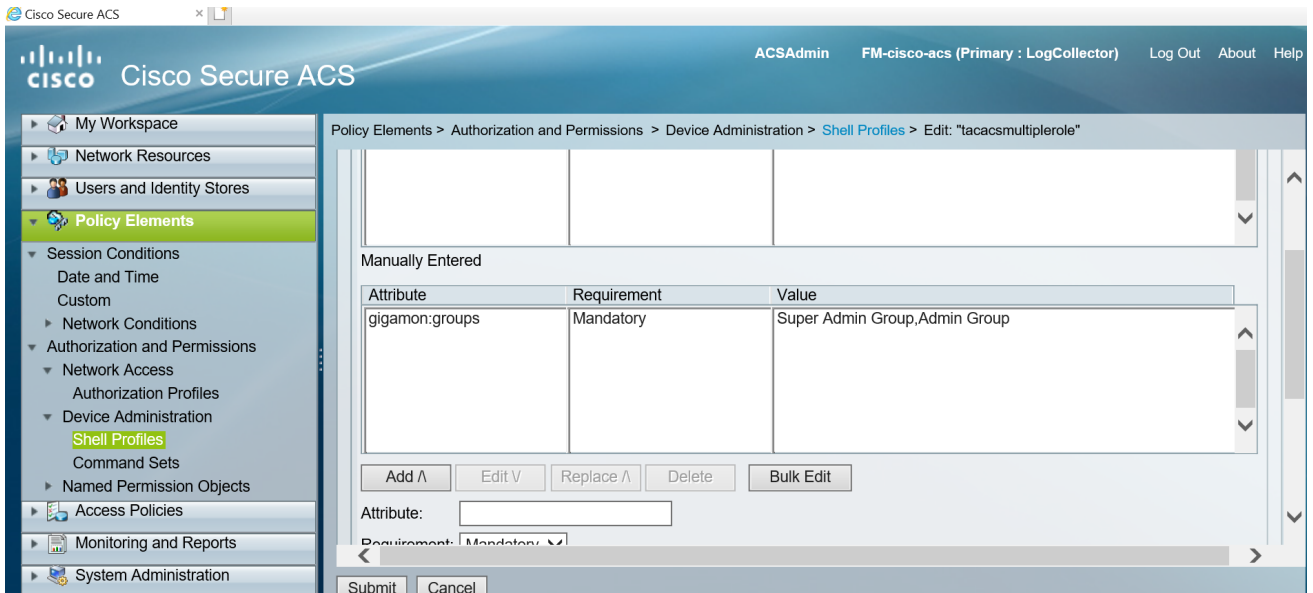 Cisco Secure ACS
ACSAdmin FM-cisco-acs (Primary : LogCollector) Log Out About Help
CISCO Cisco Secure ACS
My Workspace
Network Resources
Users and Identity Stores
Policy Elements
Session Conditions
Date and Time
Custom
Network Conditions
Authorization and Permissions
Network Access
Authorization Profiles
Device Administration
Shell Profiles
Command Sets
Named Permission Objects
Access Policies
Monitoring and Reports
System Administration
Policy Elements > Authorization and Permissions > Device Administration > Shell Profiles > Edit: "tacacsmultiplerole"
Manually Entered
Attribute Requirement Value
gigamon:groups Mandatory Super Admin Group,Admin Group
Add /\ Edit \/ Replace /\ Delete Bulk Edit
Attribute:
Requirement: Mandatory
Submit Cancel